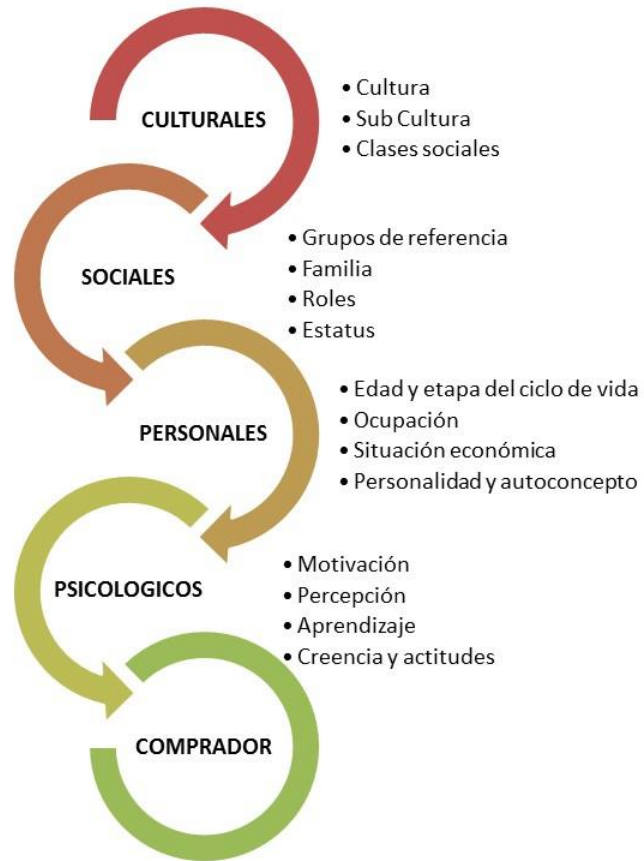 CULTURALES
• Cultura
• Sub Cultura
• Clases sociales
SOCIALES
• Grupos de referencia
• Familia
• Roles
• Estatus
PERSONALES
• Edad y etapa del ciclo de vida
• Ocupación
• Situación económica
• Personalidad y autoconcepto
PSICOLOGICOS
• Motivación
• Percepción
• Aprendizaje
• Creencia y actitudes
COMPRADOR